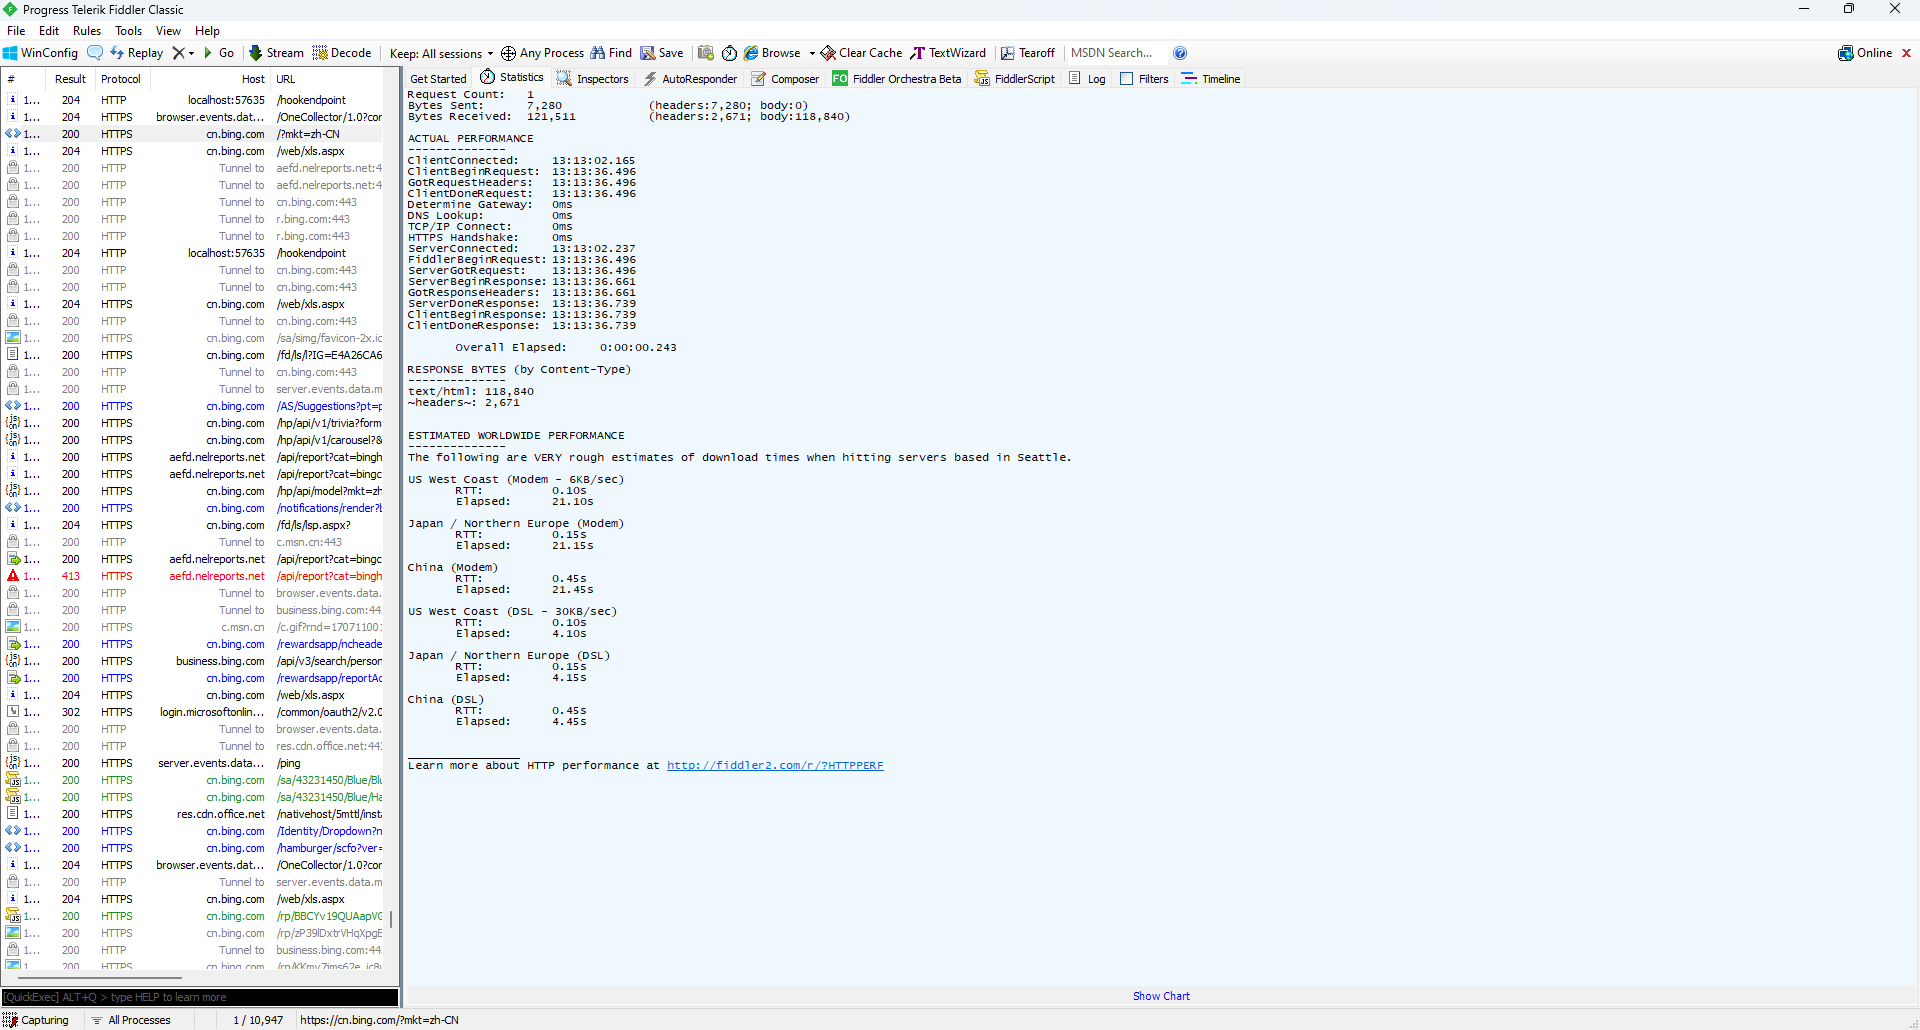 Progress Telerik Fiddler Classic
File Edit Rules Tools View Help
WinConfig Replay Go Stream Decode Keep: All sessions Any Process Find Save Browse Clear Cache TextWizard Tearoff MSDN Search... Online
# Result Protocol Host URL
Get Started Statistics Inspectors AutoResponder Composer Fiddler Orchestra Beta FiddlerScript Log Filters Timeline
1... 204 HTTP localhost:57635 /hookendpoint
1... 204 HTTPS browser.events.dat... /OneCollector/1.0?cor
1... 200 HTTPS cn.bing.com /?mkt=zh-CN
1... 204 HTTPS cn.bing.com /web/xls.aspx
1... 200 HTTP Tunnel to aefd.nelreports.net:4
1... 200 HTTP Tunnel to aefd.nelreports.net:4
1... 200 HTTP Tunnel to cn.bing.com:443
1... 200 HTTP Tunnel to r.bing.com:443
1... 200 HTTP Tunnel to r.bing.com:443
1... 204 HTTP localhost:57635 /hookendpoint
1... 200 HTTP Tunnel to cn.bing.com:443
1... 200 HTTP Tunnel to cn.bing.com:443
1... 204 HTTPS cn.bing.com /web/xls.aspx
1... 200 HTTP Tunnel to cn.bing.com:443
1... 200 HTTPS cn.bing.com /sa/simg/favicon-2x.ic
1... 200 HTTPS cn.bing.com /fd/ls/l?IG=E4A26CA6
1... 200 HTTP Tunnel to cn.bing.com:443
1... 200 HTTP Tunnel to server.events.data.m
1... 200 HTTPS cn.bing.com /AS/Suggestions?pt=p
1... 200 HTTPS cn.bing.com /hp/api/v1/trivia?form
1... 200 HTTPS cn.bing.com /hp/api/v1/carousel?&
1... 200 HTTPS aefd.nelreports.net /api/report?cat=bingh
1... 200 HTTPS aefd.nelreports.net /api/report?cat=bingc
1... 200 HTTPS cn.bing.com /hp/api/model?mkt=zh
1... 200 HTTPS cn.bing.com /notifications/render?b
1... 204 HTTPS cn.bing.com /fd/ls/lsp.aspx?
1... 200 HTTP Tunnel to c.msn.cn:443
1... 200 HTTPS aefd.nelreports.net /api/report?cat=bingc
1... 413 HTTPS aefd.nelreports.net /api/report?cat=bingh
1... 200 HTTP Tunnel to browser.events.data.
1... 200 HTTP Tunnel to business.bing.com:44
1... 200 HTTPS c.msn.cn /c.gif?rnd=170711001
1... 200 HTTPS cn.bing.com /rewardsapp/ncheade
1... 200 HTTPS business.bing.com /api/v3/search/person
1... 200 HTTPS cn.bing.com /rewardsapp/reportAc
1... 204 HTTPS cn.bing.com /web/xls.aspx
1... 302 HTTPS login.microsoftonlin... /common/oauth2/v2.0
1... 200 HTTP Tunnel to browser.events.data.
1... 200 HTTP Tunnel to res.cdn.office.net:44
1... 200 HTTPS server.events.data... /ping
1... 200 HTTPS cn.bing.com /sa/43231450/Blue/Blu
1... 200 HTTPS cn.bing.com /sa/43231450/Blue/Ha
1... 200 HTTPS res.cdn.office.net /nativehost/5mttl/inst
1... 200 HTTPS cn.bing.com /Identity/Dropdown?n
1... 200 HTTPS cn.bing.com /hamburger/scfo?ver=
1... 204 HTTPS browser.events.dat... /OneCollector/1.0?cor
1... 200 HTTP Tunnel to server.events.data.m
1... 204 HTTPS cn.bing.com /web/xls.aspx
1... 200 HTTPS cn.bing.com /rp/BBCYv19QUAapVG
1... 200 HTTPS cn.bing.com /rp/zP39lDxtrVHqXpgE
1... 200 HTTP Tunnel to business.bing.com:44
1... 200 HTTPS cn.bing.com
[QuickExec] ALT+Q > type HELP to learn more
Request Count: 1
Bytes Sent: 7,280 (headers:7,280; body:0)
Bytes Received: 121,511 (headers:2,671; body:118,840)
ACTUAL PERFORMANCE
--------------
ClientConnected: 13:13:02.165
ClientBeginRequest: 13:13:36.496
GotRequestHeaders: 13:13:36.496
ClientDoneRequest: 13:13:36.496
Determine Gateway: 0ms
DNS Lookup: 0ms
TCP/IP Connect: 0ms
HTTPS Handshake: 0ms
ServerConnected: 13:13:02.237
FiddlerBeginRequest: 13:13:36.496
ServerGotRequest: 13:13:36.496
ServerBeginResponse: 13:13:36.661
GotResponseHeaders: 13:13:36.661
ServerDoneResponse: 13:13:36.739
ClientBeginResponse: 13:13:36.739
ClientDoneResponse: 13:13:36.739
Overall Elapsed: 0:00:00.243
RESPONSE BYTES (by Content-Type)
--------------
text/html: 118,840
~headers~: 2,671
ESTIMATED WORLDWIDE PERFORMANCE
--------------
The following are VERY rough estimates of download times when hitting servers based in Seattle.
US West Coast (Modem - 6KB/sec)
RTT: 0.10s
Elapsed: 21.10s
Japan / Northern Europe (Modem)
RTT: 0.15s
Elapsed: 21.15s
China (Modem)
RTT: 0.45s
Elapsed: 21.45s
US West Coast (DSL - 30KB/sec)
RTT: 0.10s
Elapsed: 4.10s
Japan / Northern Europe (DSL)
RTT: 0.15s
Elapsed: 4.15s
China (DSL)
RTT: 0.45s
Elapsed: 4.45s
________________
Learn more about HTTP performance at http://fiddler2.com/r/?HTTPPERF
Show Chart
Capturing All Processes 1 / 10,947 https://cn.bing.com/?mkt=zh-CN